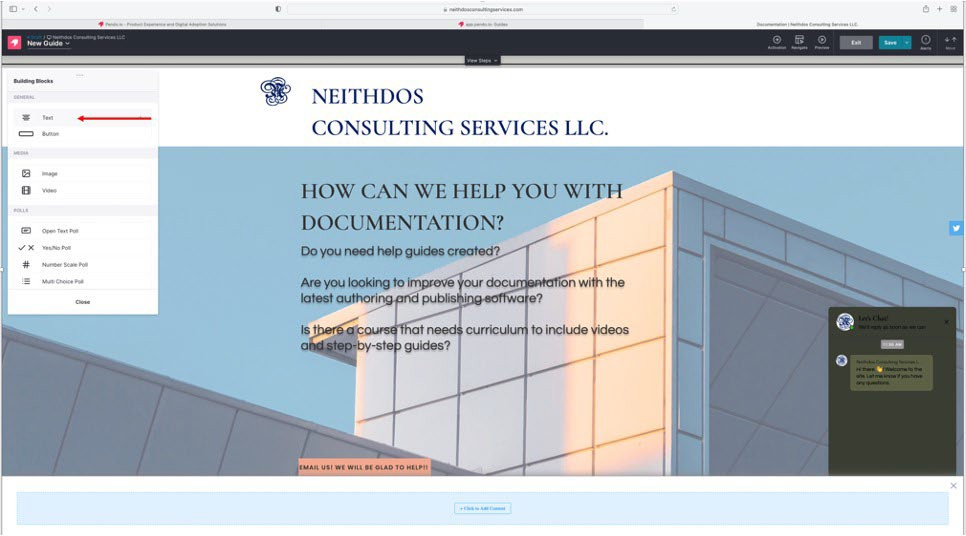 neithdosconsultingservices.com
Pendo.io – Product Experience and Digital Adoption Solutions
app.pendo.io: Guides
Documentation | Neithdos Consulting Services LLC.
Draft / Neithdos Consulting Services LLC
New Guide
Activation
Navigate
Preview
Exit
Save
Alerts
More
View Steps
Building Blocks
GENERAL
Text
Button
MEDIA
Image
Video
POLLS
Open Text Poll
Yes/No Poll
Number Scale Poll
Multi Choice Poll
Close
NEITHDOS
CONSULTING SERVICES LLC.
HOW CAN WE HELP YOU WITH
DOCUMENTATION?
Do you need help guides created?
Are you looking to improve your documentation with the
latest authoring and publishing software?
Is there a course that needs curriculum to include videos
and step-by-step guides?
EMAIL US! WE WILL BE GLAD TO HELP!!
Let's Chat!
We'll reply as soon as we can
Neithdos Consulting Services L...
Hi there 👋! Welcome to the
site. Let me know if you have
any questions.
+ Click to Add Content